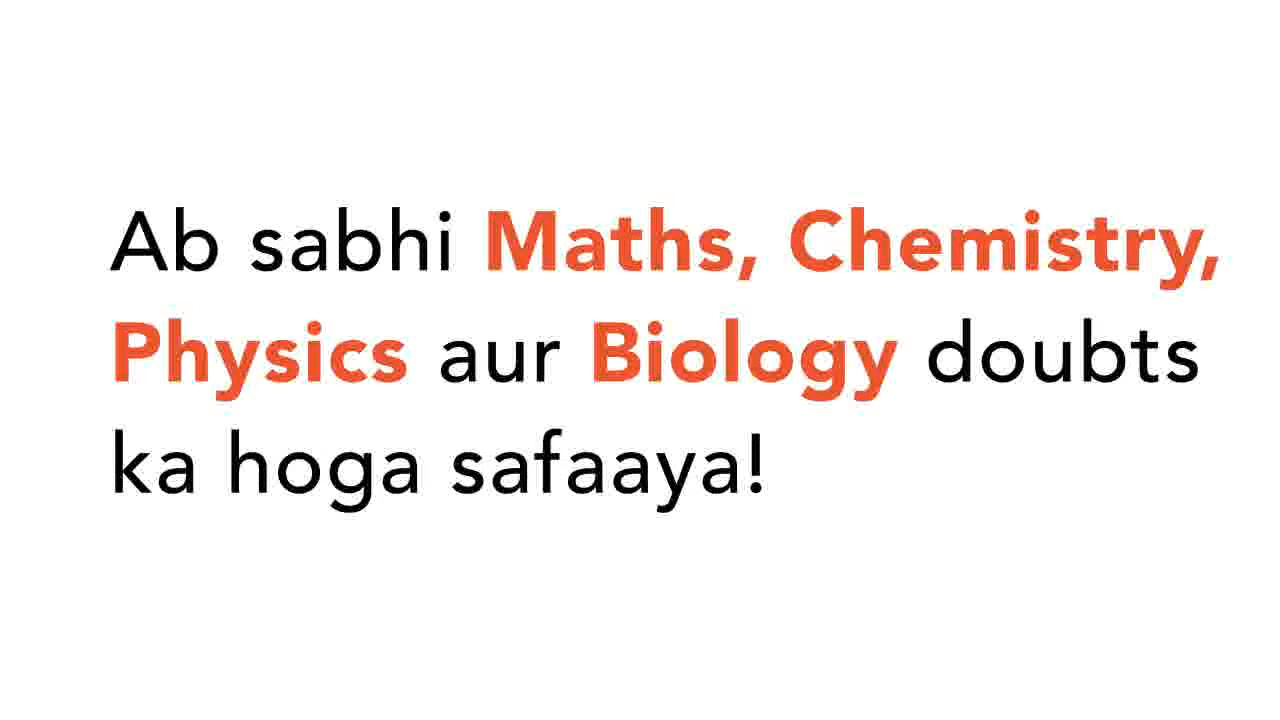 Ab sabhi Maths, Chemistry,
Physics aur Biology doubts
ka hoga safaaya!